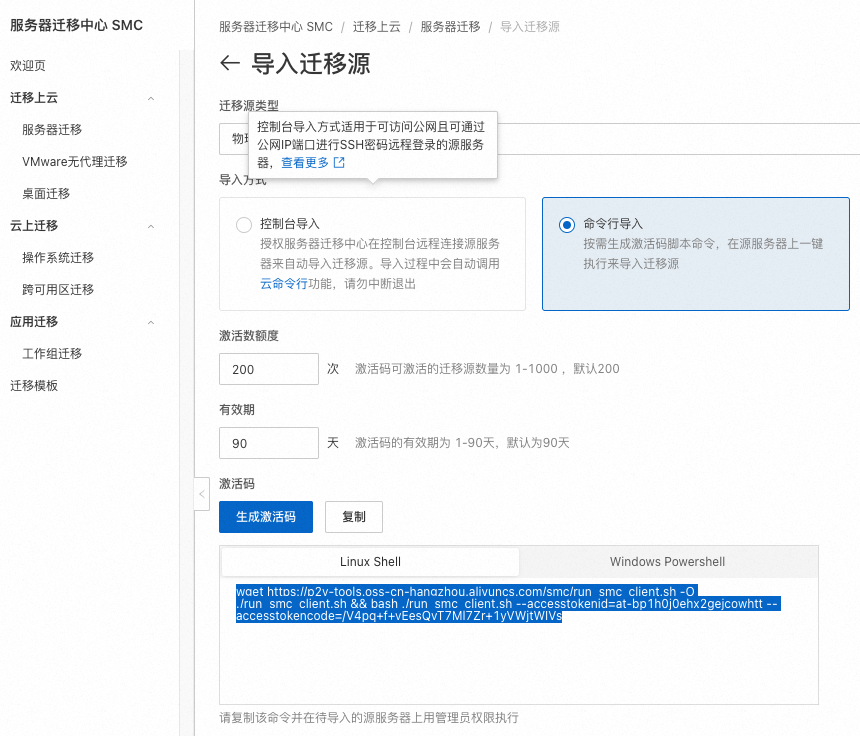 服务器迁移中心 SMC
欢迎页
迁移上云
服务器迁移
VMware无代理迁移
桌面迁移
云上迁移
操作系统迁移
跨可用区迁移
应用迁移
工作组迁移
迁移模板
服务器迁移中心 SMC / 迁移上云 / 服务器迁移 / 导入迁移源
← 导入迁移源
迁移源类型
控制台导入方式适用于可访问公网且可通过
公网IP端口进行SSH密码远程登录的源服务
器，查看更多
导入方式
控制台导入
授权服务器迁移中心在控制台远程连接源服务
器来自动导入迁移源。导入过程中会自动调用
云命令行功能，请勿中断退出
命令行导入
按需生成激活码脚本命令，在源服务器上一键
执行来导入迁移源
激活数额度
200 次 激活码可激活的迁移源数量为 1-1000 ，默认200
有效期
90 天 激活码的有效期为 1-90天，默认为90天
激活码
生成激活码 复制
Linux Shell Windows Powershell
wget https://p2v-tools.oss-cn-hangzhou.aliyuncs.com/smc/run_smc_client.sh -O
./run_smc_client.sh && bash ./run_smc_client.sh --accesstokenid=at-bp1h0j0ehx2gejcowhtt --
请复制该命令并在待导入的源服务器上用管理员权限执行